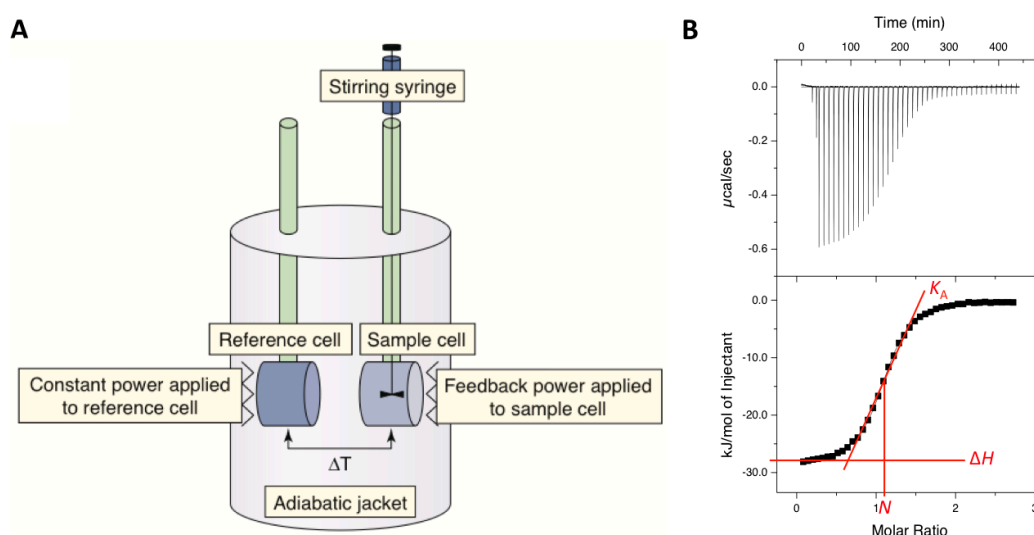 A
Stirring syringe
Reference cell
Sample cell
Constant power applied
to reference cell
Feedback power applied
to sample cell
ΔT
Adiabatic jacket
B
Time (min)
0 100 200 300 400
0.0
-0.2
-0.4
-0.6
µcal/sec
0.0
-10.0
-20.0
-30.0
kJ/mol of Injectant
KA
ΔH
N
0 1 2 3
Molar Ratio